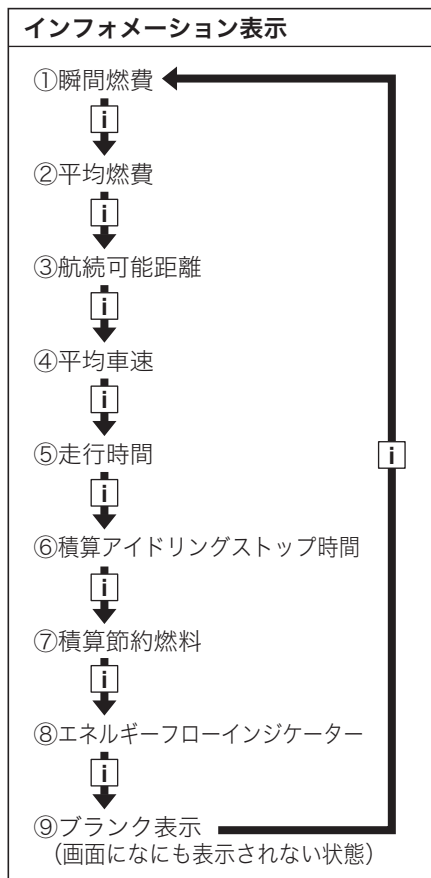 インフォメーション表示
①瞬間燃費
i
②平均燃費
i
③航続可能距離
i
④平均車速
i
⑤走行時間
i
i
⑥積算アイドリングストップ時間
i
⑦積算節約燃料
i
⑧エネルギーフローインジケーター
i
⑨ブランク表示
（画面になにも表示されない状態）